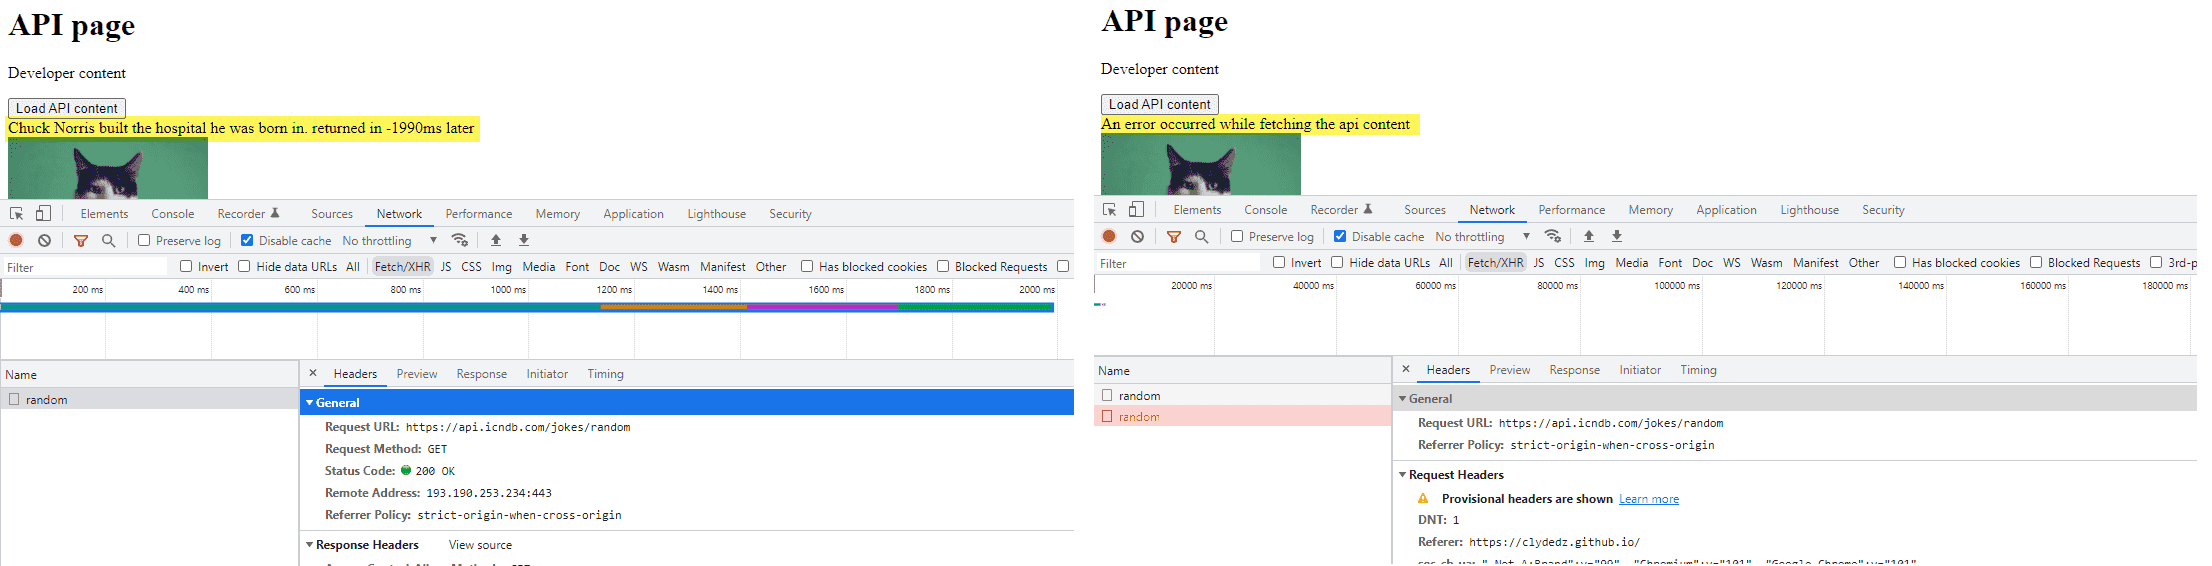 API page
Developer content
Load API content
Chuck Norris built the hospital he was born in. returned in -1990ms later
Elements Console Recorder Sources Network Performance Memory Application Lighthouse Security
Preserve log Disable cache No throttling
Filter Invert Hide data URLs All Fetch/XHR JS CSS Img Media Font Doc WS Wasm Manifest Other Has blocked cookies Blocked Requests
200 ms 400 ms 600 ms 800 ms 1000 ms 1200 ms 1400 ms 1600 ms 1800 ms 2000 ms
Name
random
× Headers Preview Response Initiator Timing
General
Request URL: https://api.icndb.com/jokes/random
Request Method: GET
Status Code: 200 OK
Remote Address: 193.190.253.234:443
Referrer Policy: strict-origin-when-cross-origin
Response Headers View source
API page
Developer content
Load API content
An error occurred while fetching the api content
Elements Console Recorder Sources Network Performance Memory Application Lighthouse Security
Preserve log Disable cache No throttling
Filter Invert Hide data URLs All Fetch/XHR JS CSS Img Media Font Doc WS Wasm Manifest Other Has blocked cookies Blocked Requests 3rd-p
20000 ms 40000 ms 60000 ms 80000 ms 100000 ms 120000 ms 140000 ms 160000 ms 180000 ms
Name
random
random
× Headers Preview Response Initiator Timing
General
Request URL: https://api.icndb.com/jokes/random
Referrer Policy: strict-origin-when-cross-origin
Request Headers
Provisional headers are shown Learn more
DNT: 1
Referer: https://clydedz.github.io/